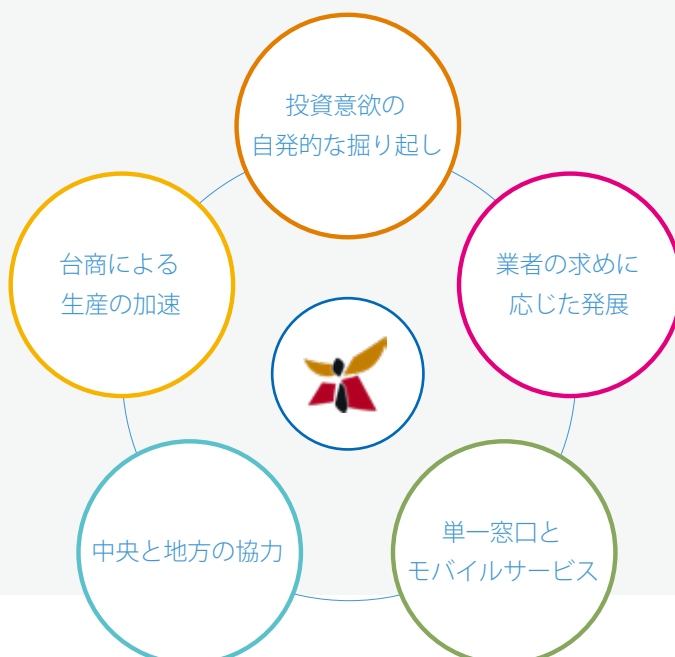 投資意欲の
自発的な掘り起し
業者の求めに
応じた発展
単一窓口と
モバイルサービス
中央と地方の協力
台商による
生産の加速